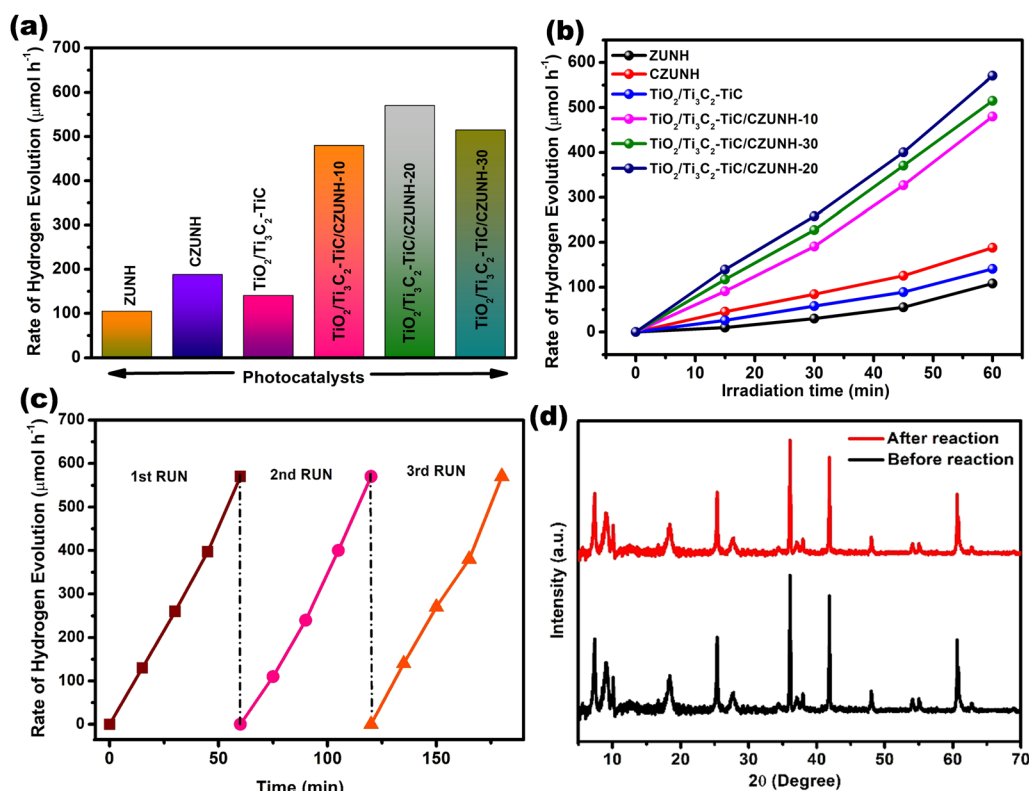 (a)
Rate of Hydrogen Evolution (μmol h⁻¹)
700
600
500
400
300
200
100
0
ZUNH
CZUNH
TiO₂/Ti₃C₂-TiC
TiO₂/Ti₃C₂-TiC/CZUNH-10
TiO₂/Ti₃C₂-TiC/CZUNH-20
TiO₂/Ti₃C₂-TiC/CZUNH-30
Photocatalysts
(b)
Rate of Hydrogen Evolution (μmol h⁻¹)
700
600
500
400
300
200
100
0
ZUNH
CZUNH
TiO₂/Ti₃C₂-TiC
TiO₂/Ti₃C₂-TiC/CZUNH-10
TiO₂/Ti₃C₂-TiC/CZUNH-30
TiO₂/Ti₃C₂-TiC/CZUNH-20
0 10 20 30 40 50 60
Irradiation time (min)
(c)
Rate of Hydrogen Evolution (μmol h⁻¹)
700
600
500
400
300
200
100
0
1st RUN
2nd RUN
3rd RUN
0 50 100 150
Time (min)
(d)
Intensity (a.u.)
After reaction
Before reaction
10 20 30 40 50 60 70
2θ (Degree)